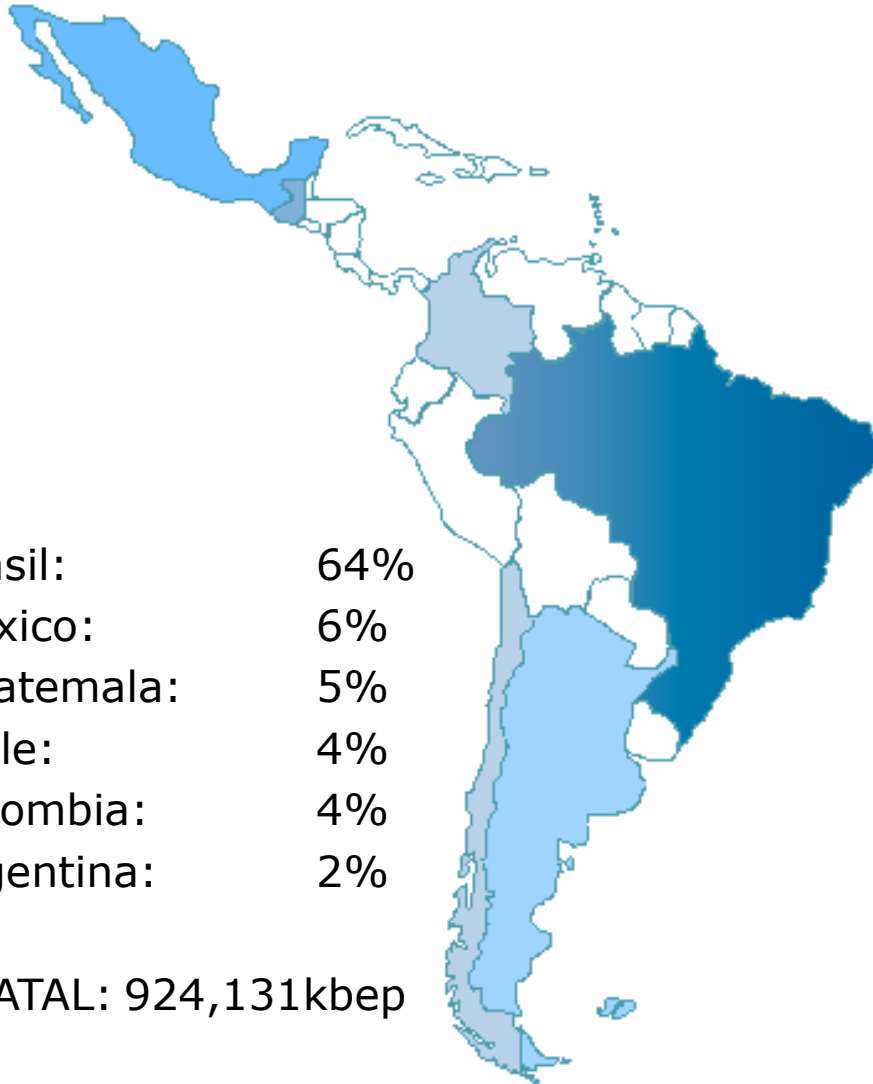 asil: 64%
xico: 6%
atemala: 5%
le: 4%
ombia: 4%
gentina: 2%
ATAL: 924,131kbep